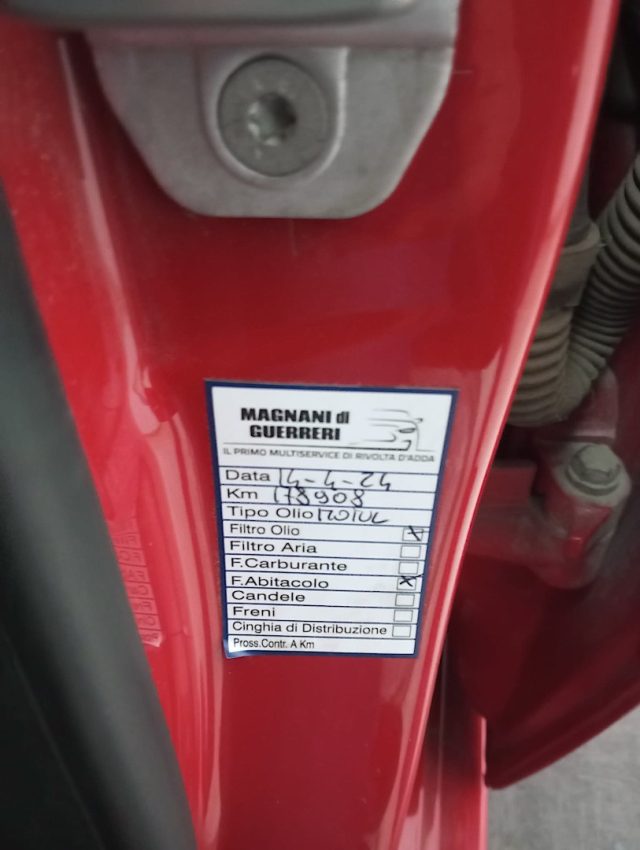 MAGNANI di
GUERRERI
IL PRIMO MULTISERVICE DI RIVOLTA D'ADDA
Data 14-4-24
Km 178908
Tipo Olio
Filtro Olio X
Filtro Aria
F.Carburante
F.Abitacolo X
Candele
Freni
Cinghia di Distribuzione
Pross.Contr. A Km